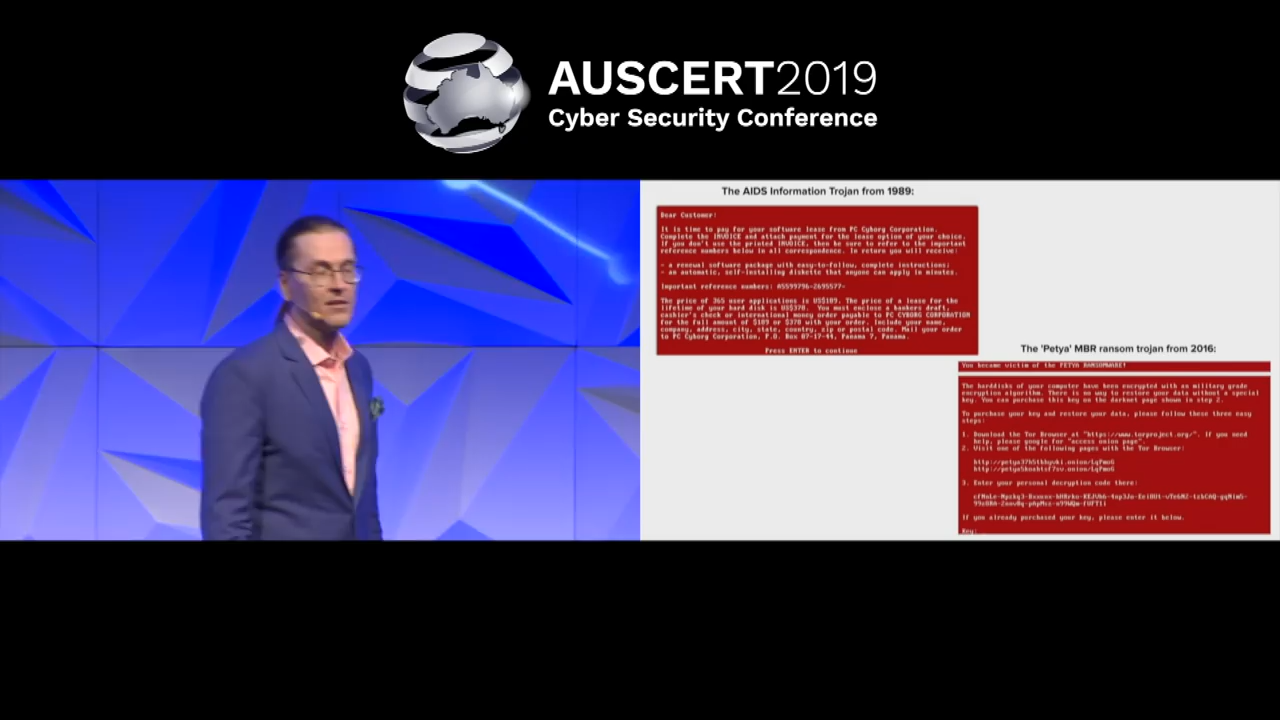 AUSCERT2019
Cyber Security Conference
The AIDS Information Trojan from 1989:
Dear Customer:
It is time to pay for your software lease from PC Cyborg Corporation.
Complete the INVOICE and attach payment for the lease option of your choice.
If you don't use the printed INVOICE, then be sure to refer to the important
reference numbers below in all correspondence. In return you will receive:
- a renewal software package with easy-to-follow, complete instructions;
- an automatic, self-installing diskette that anyone can apply in minutes.
Important reference numbers: A5599796-2695577-
The price of 365 user applications is US$189. The price of a lease for the
lifetime of your hard disk is US$378. You must enclose a bankers draft,
cashier's check or international money order payable to PC CYBORG CORPORATION
for the full amount of $189 or $378 with your order. Include your name,
company, address, city, state, country, zip or postal code. Mail your order
to PC Cyborg Corporation, P.O. Box 87-17-44, Panama 7, Panama.
Press ENTER to continue
The 'Petya' MBR ransom trojan from 2016:
You became victim of the PETYA RANSOMWARE!
The harddisks of your computer have been encrypted with an military grade
encryption algorithm. There is no way to restore your data without a special
key. You can purchase this key on the darknet page shown in step 2.
To purchase your key and restore your data, please follow these three easy
steps:
1. Download the Tor Browser at "https://www.torproject.org/". If you need
help, please google for "access onion page".
2. Visit one of the following pages with the Tor Browser:
3. Enter your personal decryption code there:
If you already purchased your key, please enter it below.
Key: